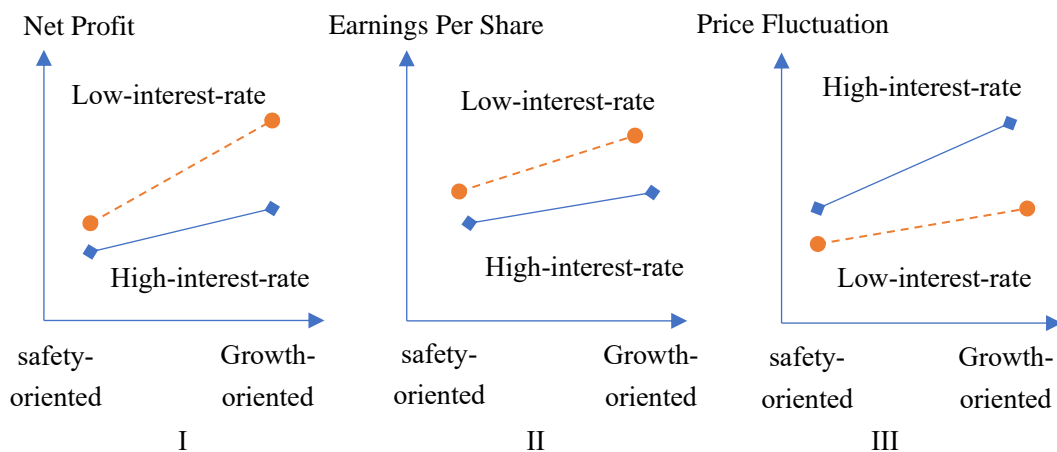 Net Profit
Low-interest-rate
High-interest-rate
safety-
oriented
Growth-
oriented
I
Earnings Per Share
Low-interest-rate
High-interest-rate
safety-
oriented
Growth-
oriented
II
Price Fluctuation
High-interest-rate
Low-interest-rate
safety-
oriented
Growth-
oriented
III